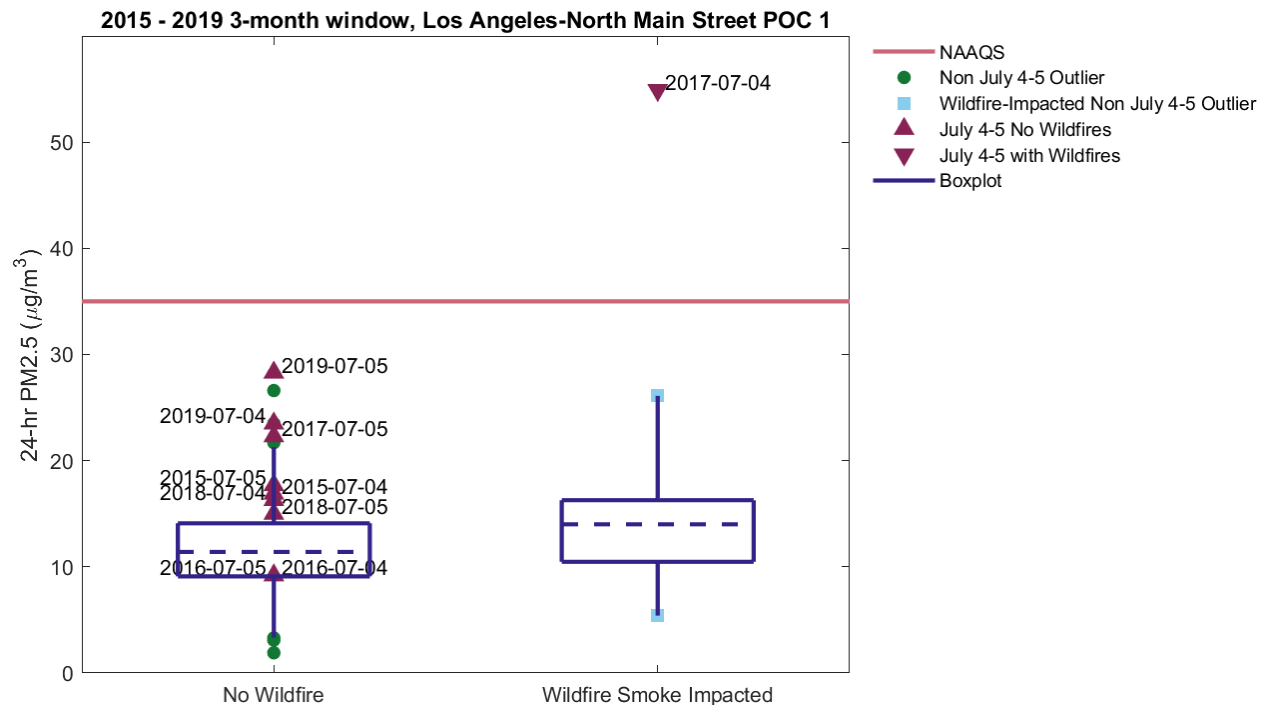 2015 - 2019 3-month window, Los Angeles-North Main Street POC 1
24-hr PM2.5 (μg/m³)
50
40
30
20
10
0
2017-07-04
2019-07-05
2019-07-04
2017-07-05
2015-07-05
2015-07-04
2018-07-04
2018-07-05
2016-07-05
2016-07-04
No Wildfire
Wildfire Smoke Impacted
NAAQS
Non July 4-5 Outlier
Wildfire-Impacted Non July 4-5 Outlier
July 4-5 No Wildfires
July 4-5 with Wildfires
Boxplot